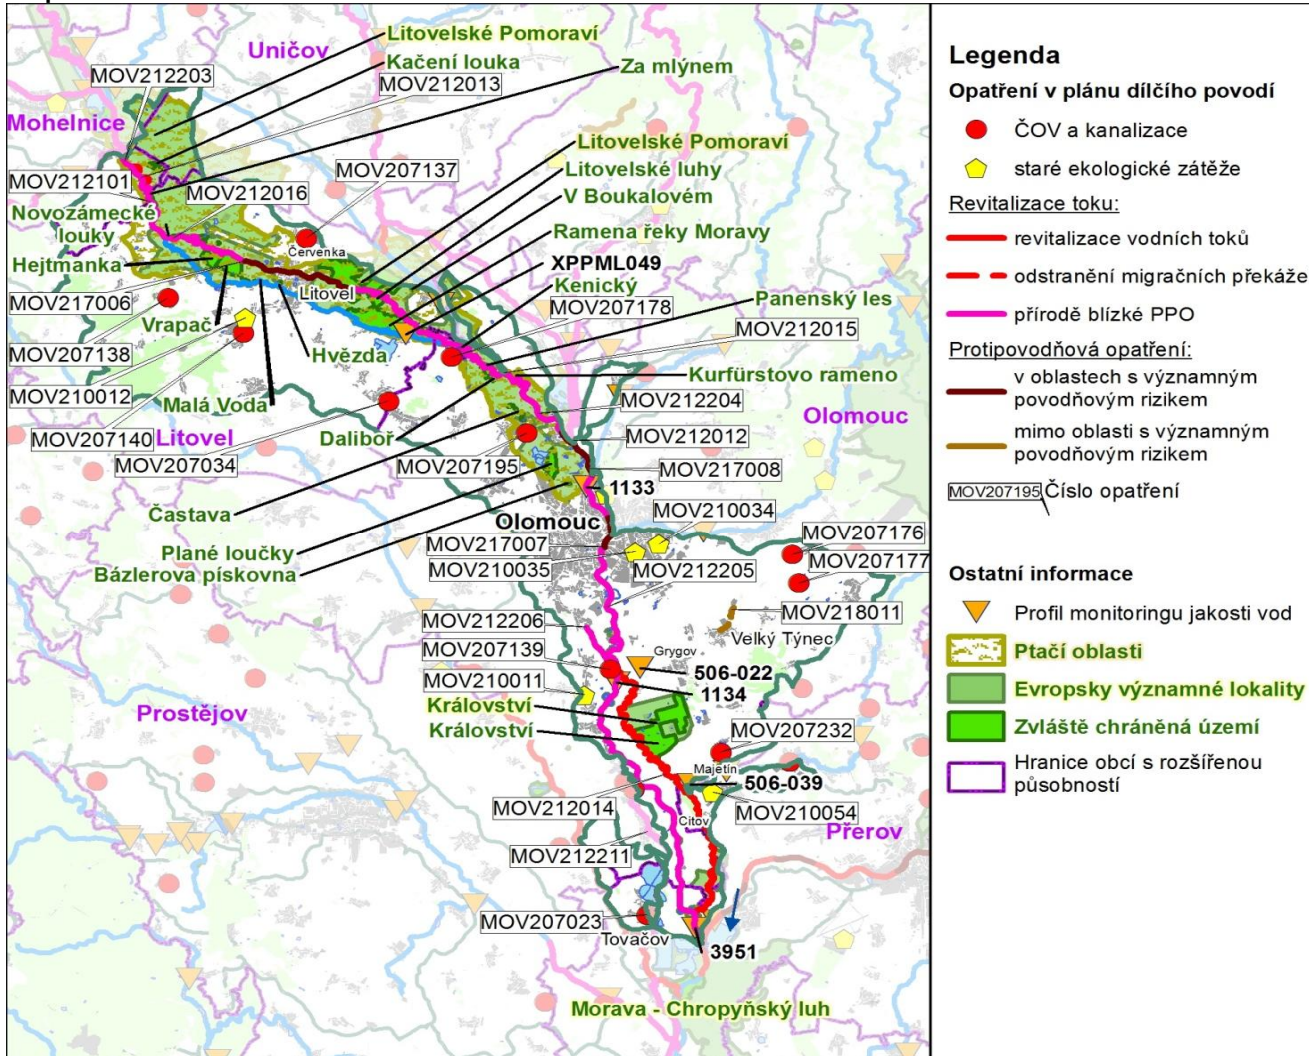 Litovelské Pomoraví
Uničov
Kačení louka
Za mlýnem
MOV212203
MOV212013
Mohelnice
Litovelské Pomoraví
MOV212101
MOV212016
MOV207137
Litovelské luhy
Novozámecké
louky
V Boukalovém
Ramena řeky Moravy
Červenka
Hejtmanka
XPPML049
Kenický
MOV217006
Litovel
MOV207178
Panenský les
Vrapač
MOV212015
MOV207138
Hvězda
Kurfürstovo rameno
MOV210012
Malá Voda
MOV212204
Olomouc
MOV207140
Litovel
Dalibоř
MOV212012
MOV207034
MOV207195
MOV217008
1133
Častava
Olomouc
MOV210034
Plané loučky
MOV217007
MOV207176
Bázlerova pískovna
MOV210035
MOV212205
MOV207177
MOV218011
MOV212206
Velký Týnec
MOV207139
Grygov
506-022
MOV210011
1134
Království
Prostějov
Království
MOV207232
Majetín
506-039
MOV212014
MOV210054
Citov
Přerov
MOV212211
MOV207023
Tovačov
3951
Morava - Chropyňský luh
Legenda
Opatření v plánu dílčího povodí
ČOV a kanalizace
staré ekologické zátěže
Revitalizace toku:
revitalizace vodních toků
odstranění migračních překáže
přírodě blízké PPO
Protipovodňová opatření:
v oblastech s významným
povodňovým rizikem
mimo oblasti s významným
povodňovým rizikem
MOV207195 Číslo opatření
Ostatní informace
Profil monitoringu jakosti vod
Ptačí oblasti
Evropsky významné lokality
Zvláště chráněná území
Hranice obcí s rozšířenou
působností